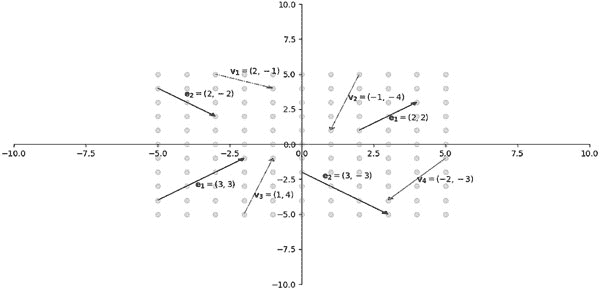 10.0
7.5
v₁ = (2, −1)
5.0
e₂ = (2, −2)
v₂ = (−1, −4)
2.5
e₁ = (2, 2)
−10.0 −7.5 −5.0 −2.5 0.0 0.0 2.5 5.0 7.5 10.0
e₂ = (3, −3)
v₄ = (−2, −3)
−2.5
e₁ = (3, 3)
v₃ = (1, 4)
−5.0
−7.5
−10.0